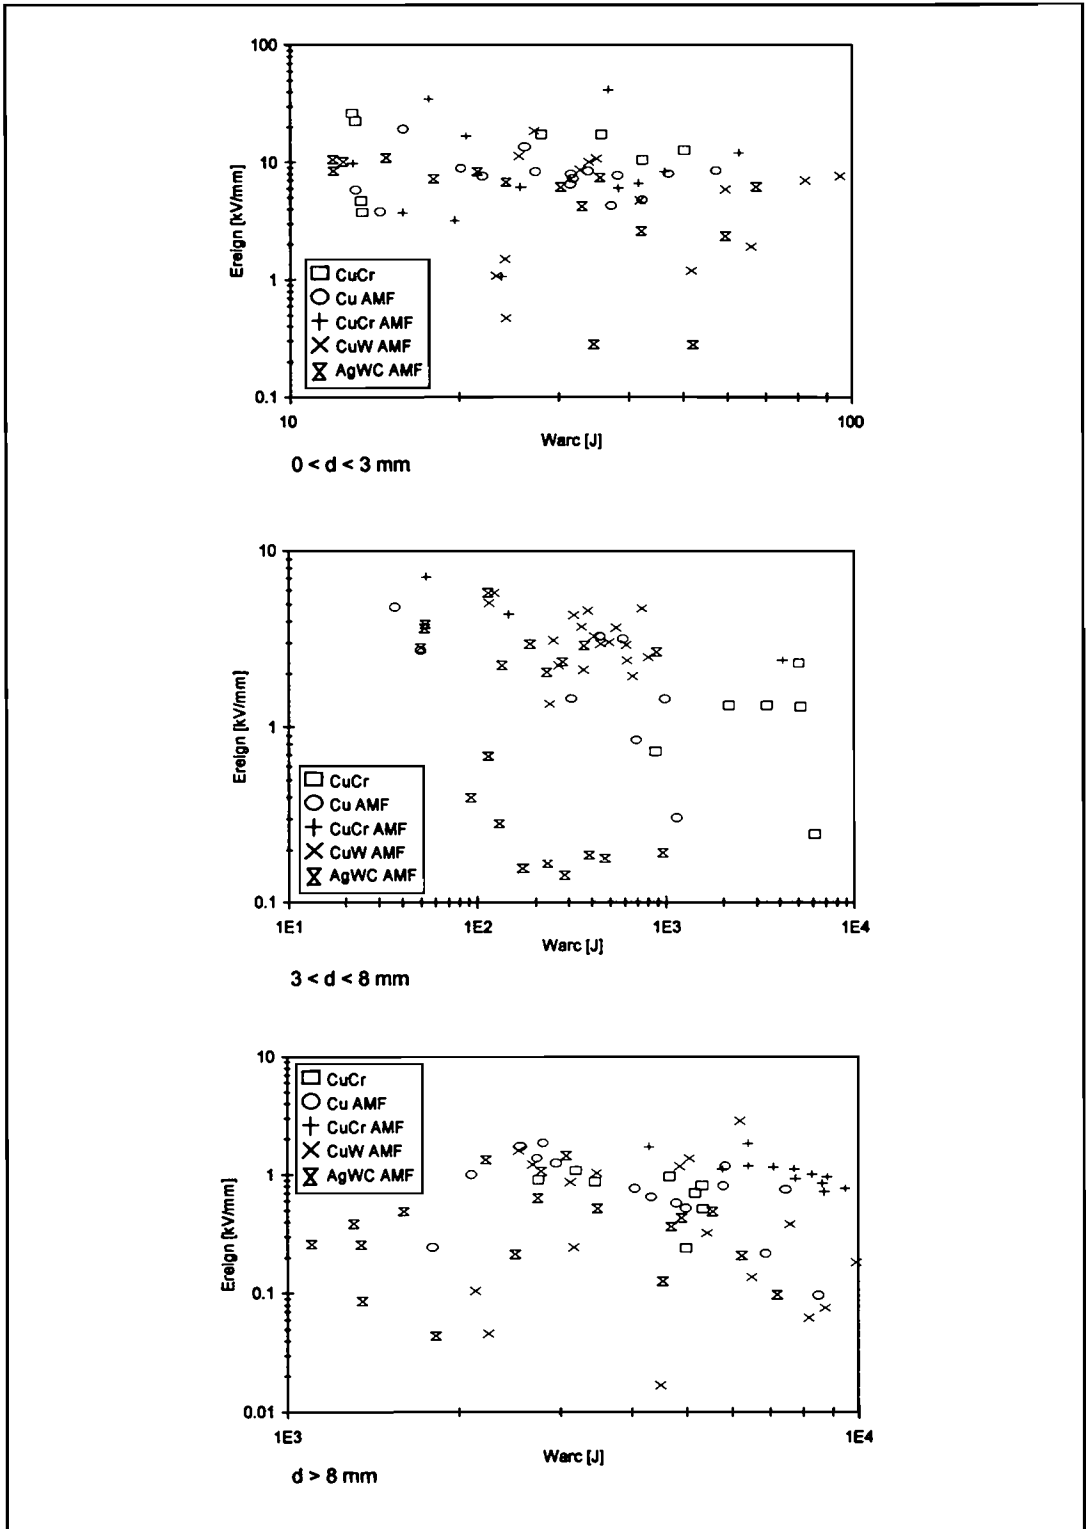 100
10
1
0.1
Ereign [kV/mm]
CuCr
Cu AMF
CuCr AMF
CuW AMF
AgWC AMF
10
100
Warc [J]
0 < d < 3 mm
10
1
0.1
Ereign [kV/mm]
CuCr
Cu AMF
CuCr AMF
CuW AMF
AgWC AMF
1E1
1E2
1E3
1E4
Warc [J]
3 < d < 8 mm
10
1
0.1
0.01
Ereign [kV/mm]
CuCr
Cu AMF
CuCr AMF
CuW AMF
AgWC AMF
1E3
1E4
Warc [J]
d > 8 mm